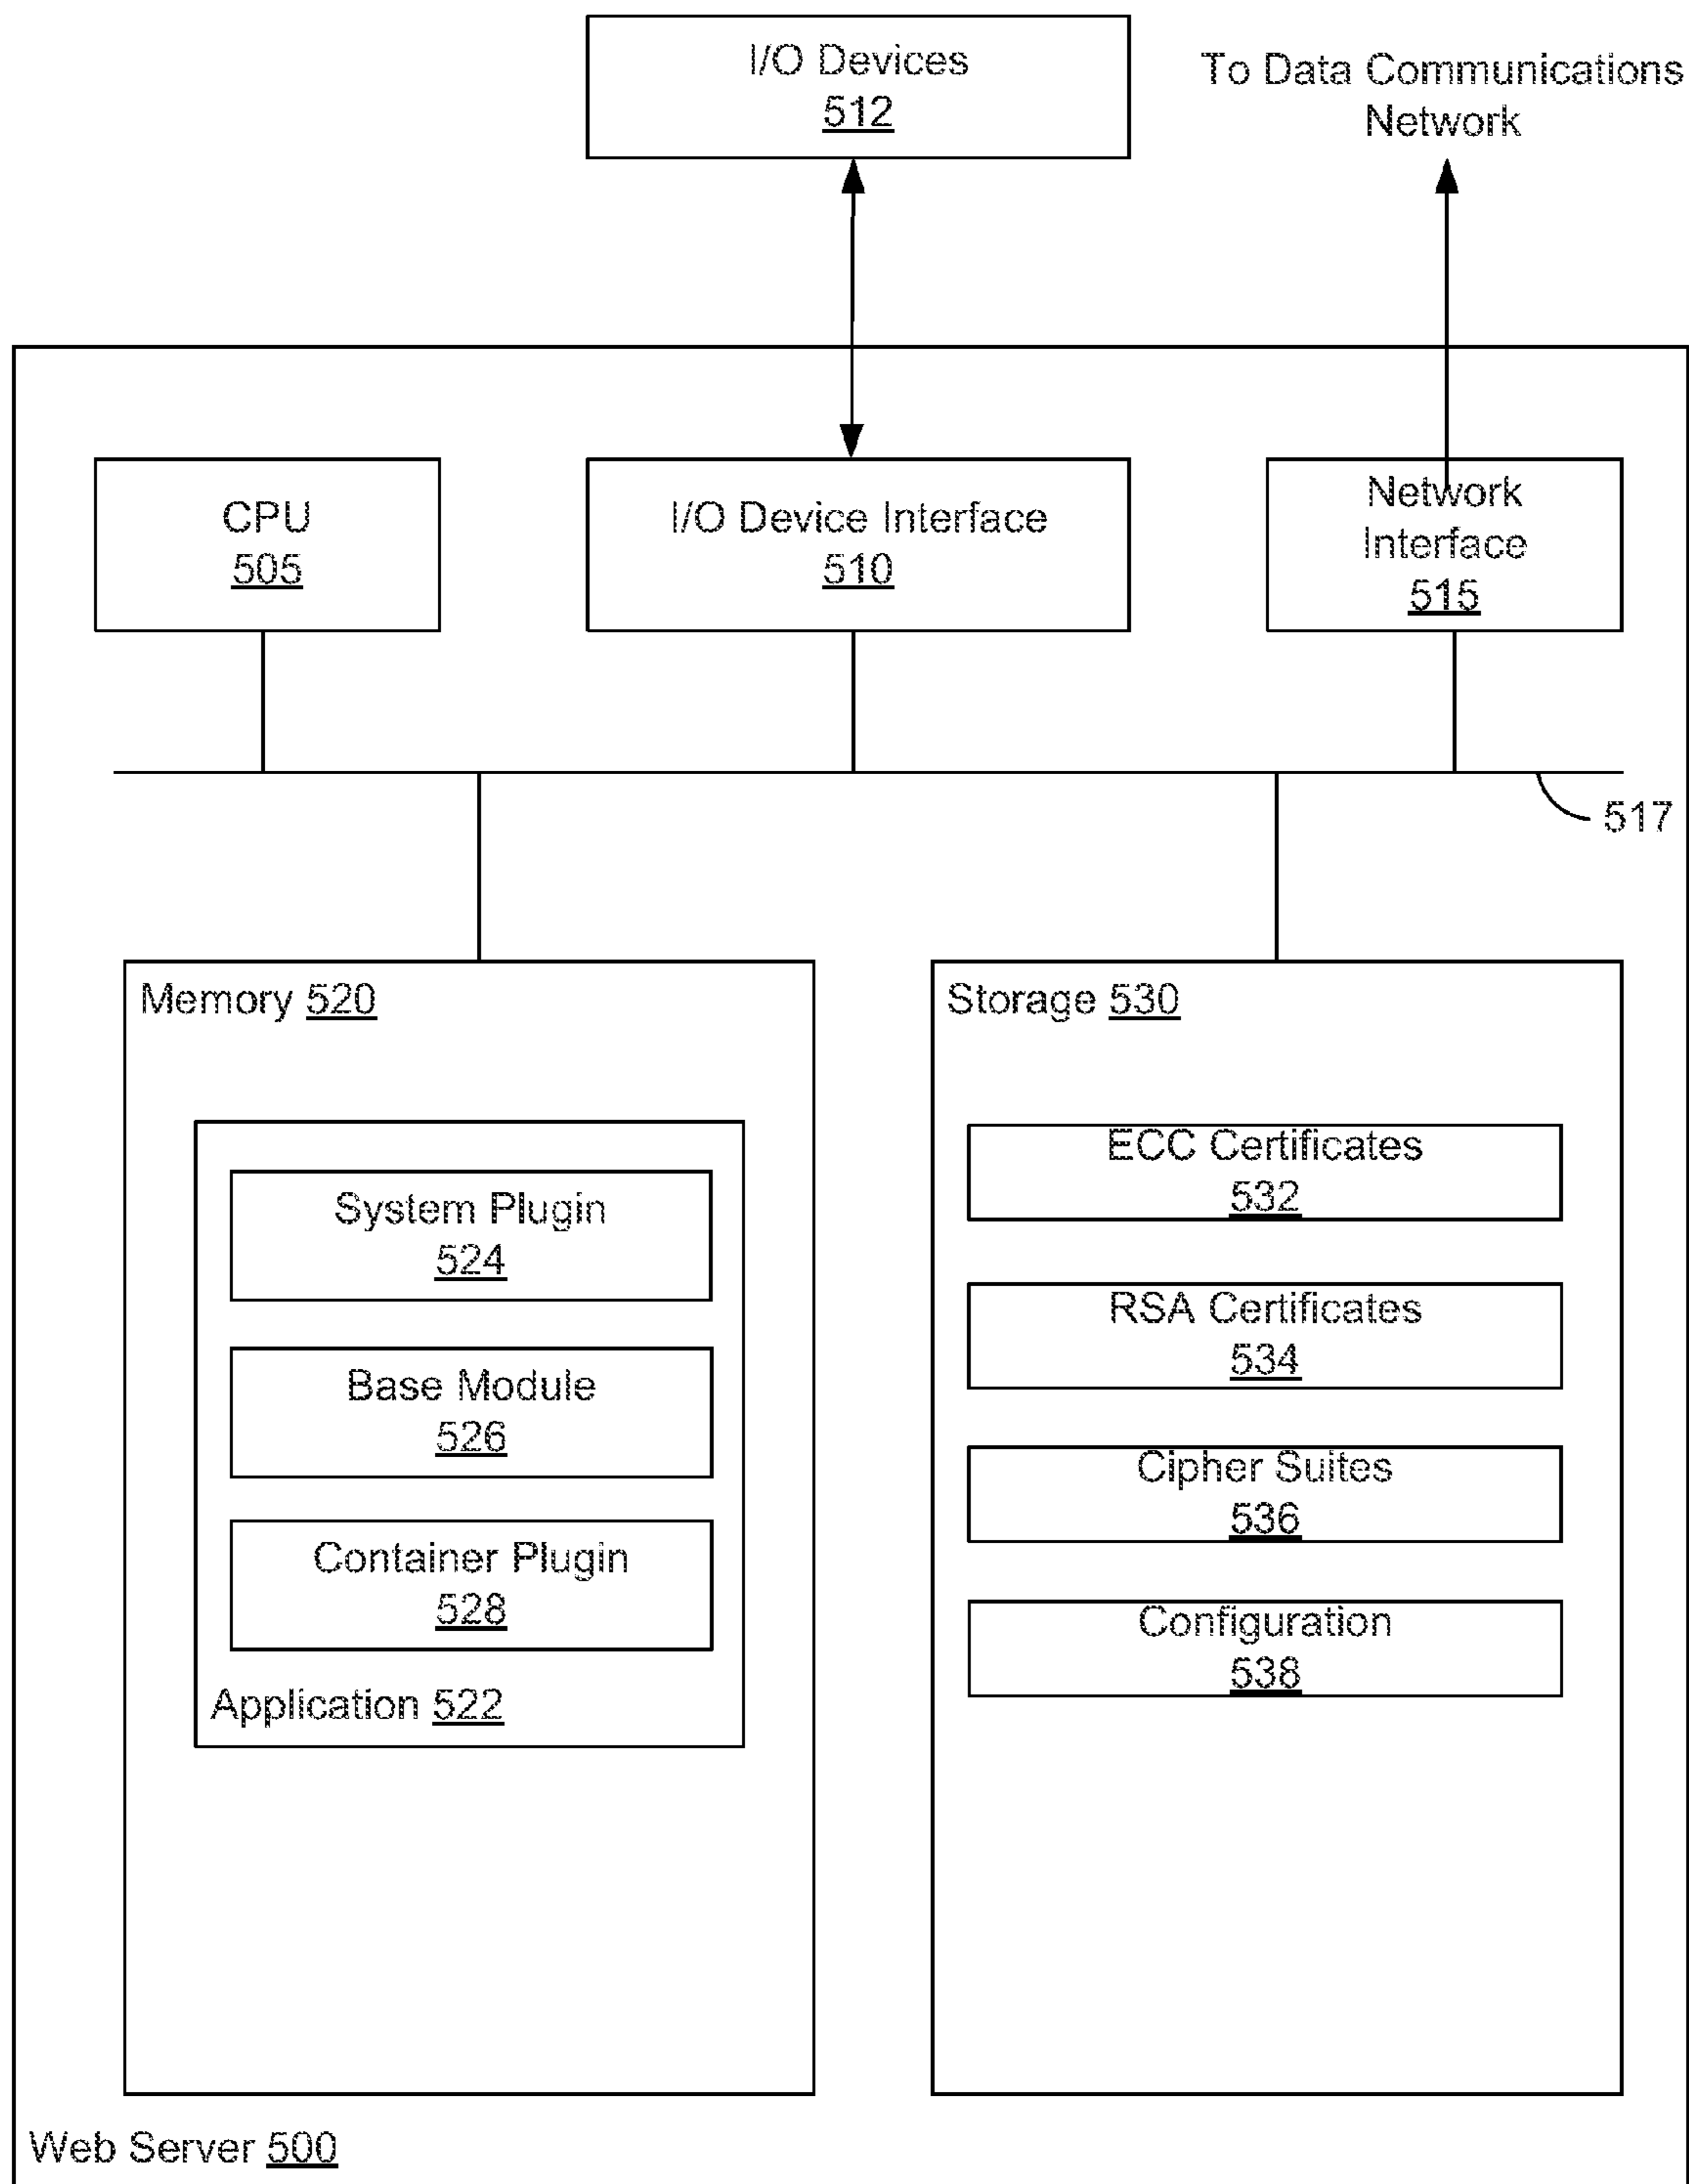 I/O Devices
512
To Data Communications
Network
CPU
505
I/O Device Interface
510
Network
Interface
515
517
Memory 520
System Plugin
524
Base Module
526
Container Plugin
528
Application 522
Storage 530
ECC Certificates
532
RSA Certificates
534
Cipher Suites
536
Configuration
538
Web Server 500